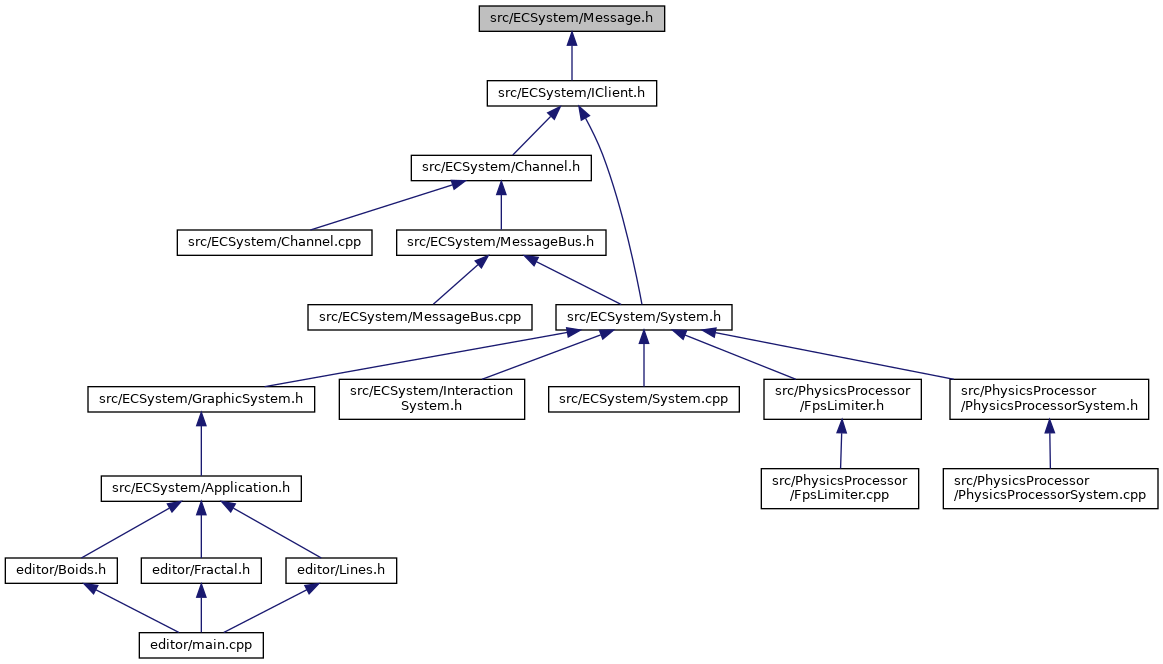 src/ECSystem/Message.h
src/ECSystem/IClient.h
src/ECSystem/Channel.h
src/ECSystem/Channel.cpp
src/ECSystem/MessageBus.h
src/ECSystem/MessageBus.cpp
src/ECSystem/System.h
src/ECSystem/GraphicSystem.h
src/ECSystem/Interaction
System.h
src/ECSystem/System.cpp
src/PhysicsProcessor
/FpsLimiter.h
src/PhysicsProcessor
/PhysicsProcessorSystem.h
src/ECSystem/Application.h
src/PhysicsProcessor
/FpsLimiter.cpp
src/PhysicsProcessor
/PhysicsProcessorSystem.cpp
editor/Boids.h
editor/Fractal.h
editor/Lines.h
editor/main.cpp